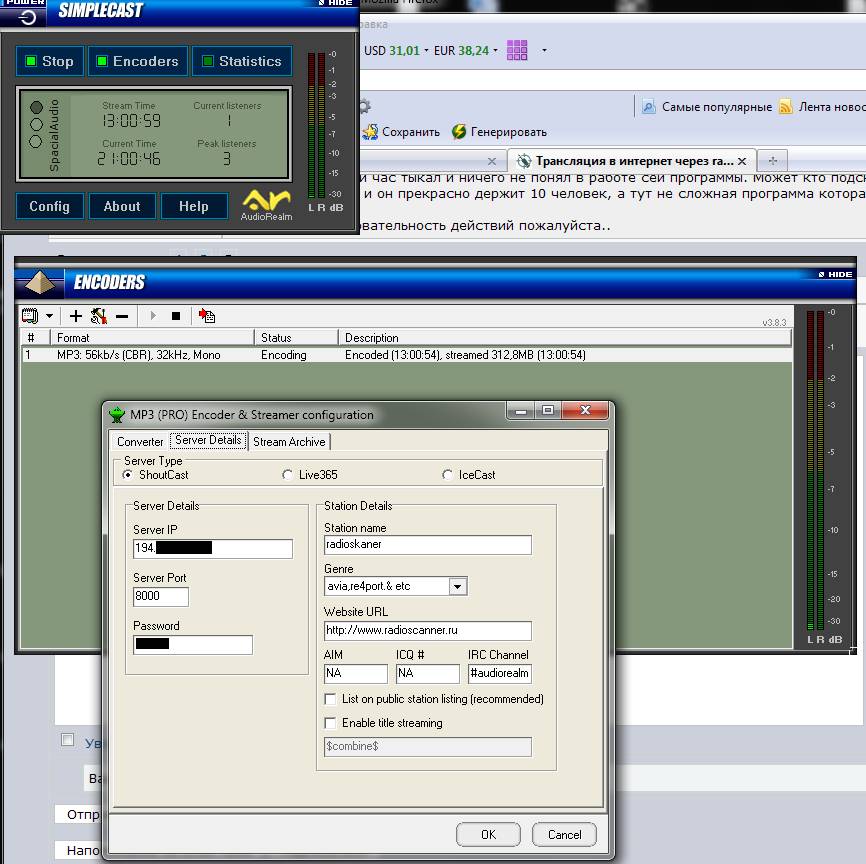 POWER
SIMPLECAST
HIDE
Mozilla Firefox
USD 31,01 EUR 38,24
Stop
Encoders
Statistics
-0
-1
-2
-3
-5
-7
-10
-15
-30
L R dB
SpacialAudio
Stream Time
Current listeners
13:00:59
1
Current Time
Peak listeners
21:00:46
3
Config
About
Help
AudioRealm
Самые популярные
Лента новос
Сохранить
Генерировать
Трансляция в интернет через га...
й час тыкал и ничего не понял в работе сей программы. Может кто подск
и он прекрасно держит 10 человек, а тут не сложная программа котора
овательность действий пожалуйста..
ENCODERS
HIDE
v3.8.3
# Format Status Description
1 MP3: 56kb/s (CBR), 32kHz, Mono Encoding Encoded (13:00:54), streamed 312,8MB (13:00:54)
-0
-1
-2
-3
-5
-7
-10
-15
-20
-30
L R dB
MP3 (PRO) Encoder & Streamer configuration
Converter
Server Details
Stream Archive
Server Type
ShoutCast
Live365
IceCast
Server Details
Server IP
194.
Server Port
8000
Password
Station Details
Station name
radioskaner
Genre
avia,re4port.& etc
Website URL
http://www.radioscanner.ru
AIM
ICQ #
IRC Channel
NA
NA
#audiorealm
List on public station listing (recommended)
Enable title streaming
$combine$
OK
Cancel
Ув
Ва
Отпр
Напо